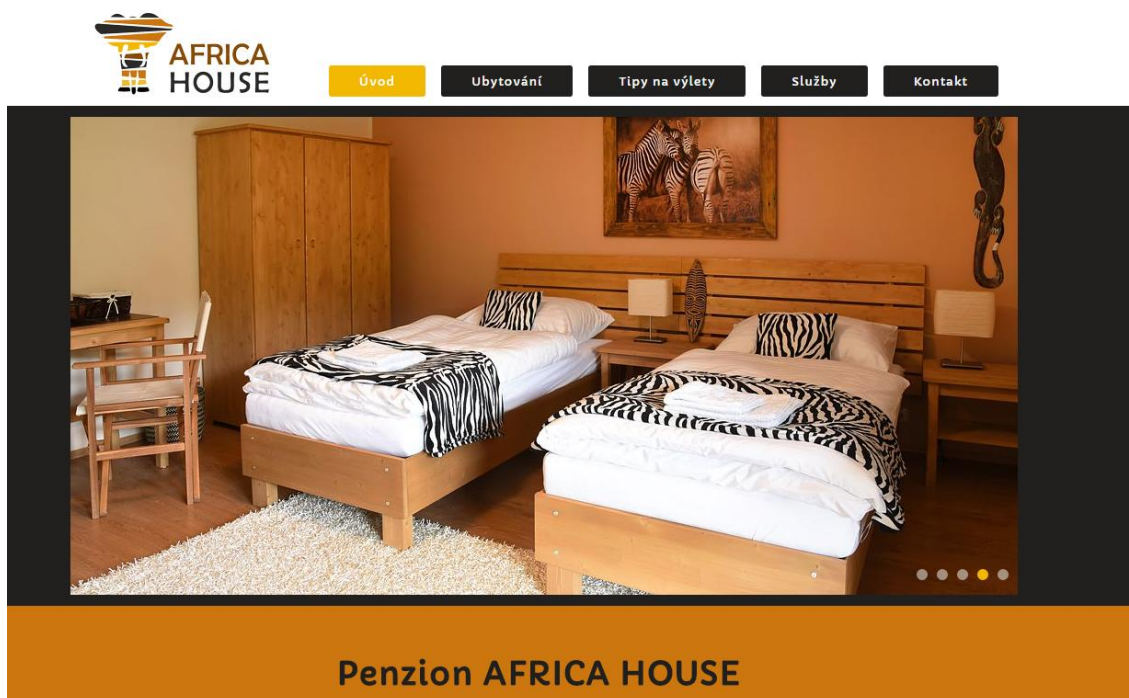 AFRICA
HOUSE
Úvod
Ubytování
Tipy na výlety
Služby
Kontakt
Penzion AFRICA HOUSE